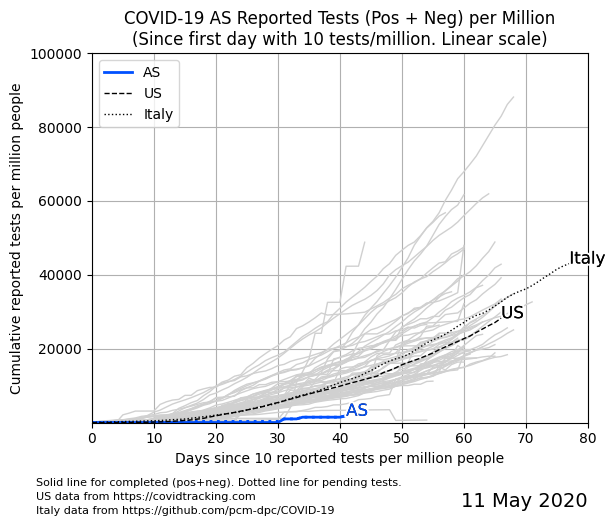 COVID-19 AS Reported Tests (Pos + Neg) per Million
(Since first day with 10 tests/million. Linear scale)
Cumulative reported tests per million people
100000
80000
60000
40000
20000
AS
US
Italy
Italy
US
AS
0 10 20 30 40 50 60 70 80
Days since 10 reported tests per million people
Solid line for completed (pos+neg). Dotted line for pending tests.
US data from https://covidtracking.com
Italy data from https://github.com/pcm-dpc/COVID-19
11 May 2020